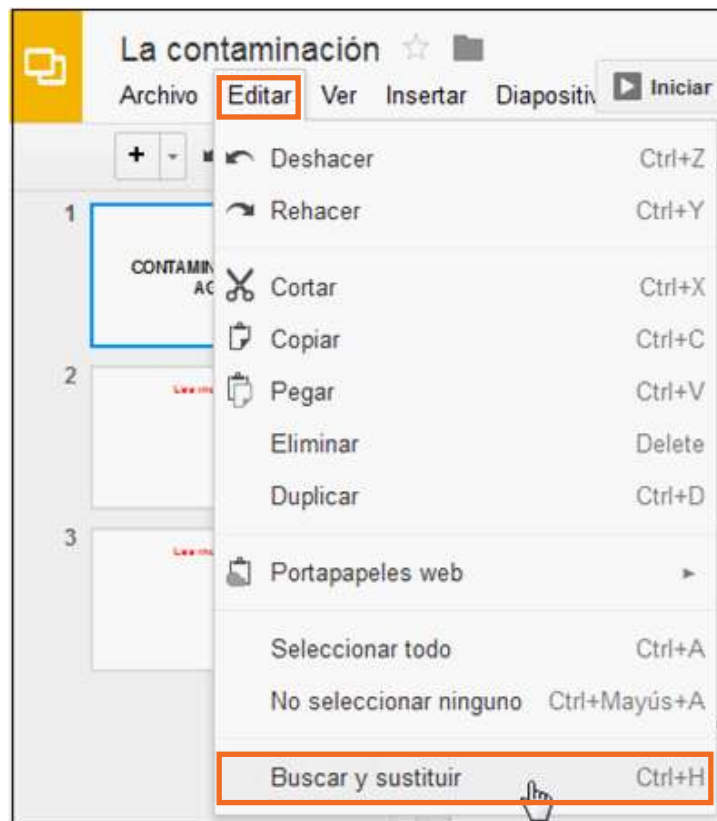 La contaminación
Archivo Editar Ver Insertar Iniciar
Deshacer Ctrl+Z
Rehacer Ctrl+Y
1
Cortar Ctrl+X
Copiar Ctrl+C
2
Pegar Ctrl+V
Eliminar Delete
Duplicar Ctrl+D
3
Portapapeles web
Seleccionar todo Ctrl+A
No seleccionar ninguno Ctrl+Mayús+A
Buscar y sustituir Ctrl+H